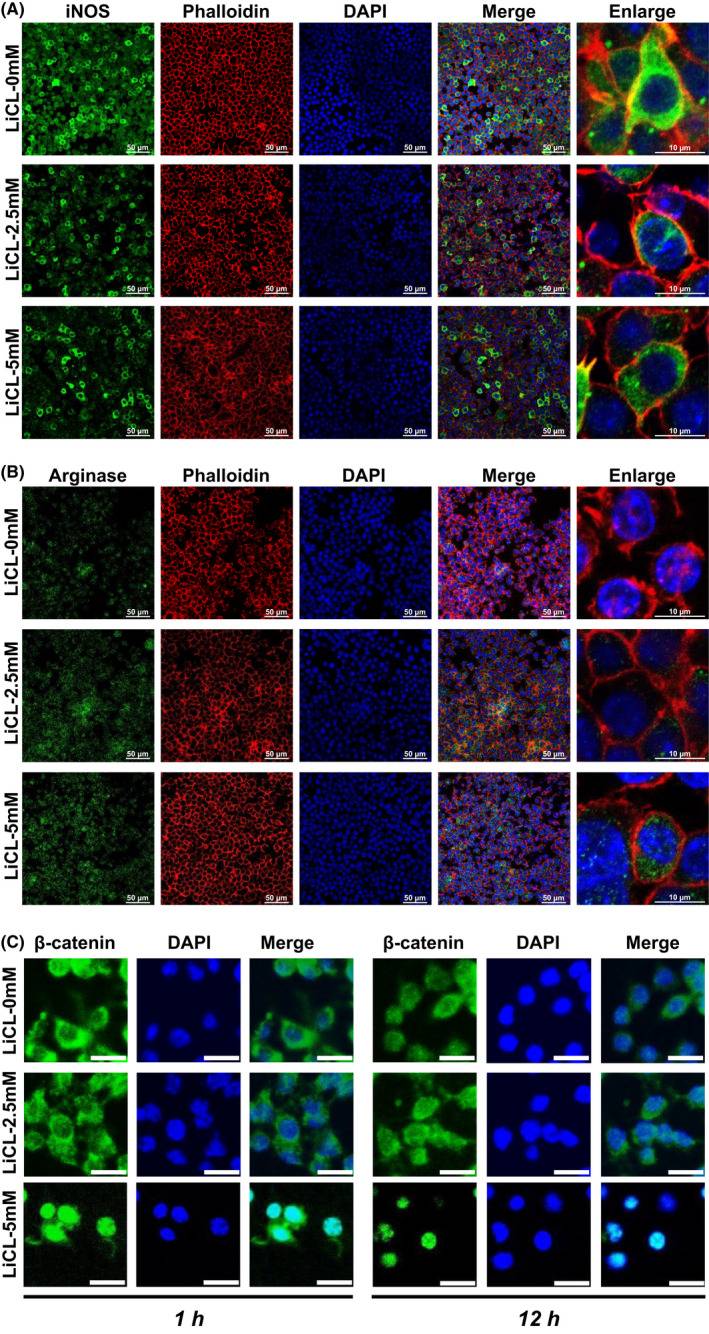 (A) iNOS Phalloidin DAPI Merge Enlarge
LiCL-0mM
50 µm 50 µm 50 µm 50 µm 10 µm
LiCL-2.5mM
50 µm 50 µm 50 µm 50 µm 10 µm
LiCL-5mM
50 µm 50 µm 50 µm 50 µm 10 µm
(B) Arginase Phalloidin DAPI Merge Enlarge
LiCL-0mM
50 µm 50 µm 50 µm 50 µm 10 µm
LiCL-2.5mM
50 µm 50 µm 50 µm 50 µm 10 µm
LiCL-5mM
50 µm 50 µm 50 µm 50 µm 10 µm
(C) β-catenin DAPI Merge β-catenin DAPI Merge
LiCL-0mM
LiCL-2.5mM
LiCL-5mM
1 h 12 h